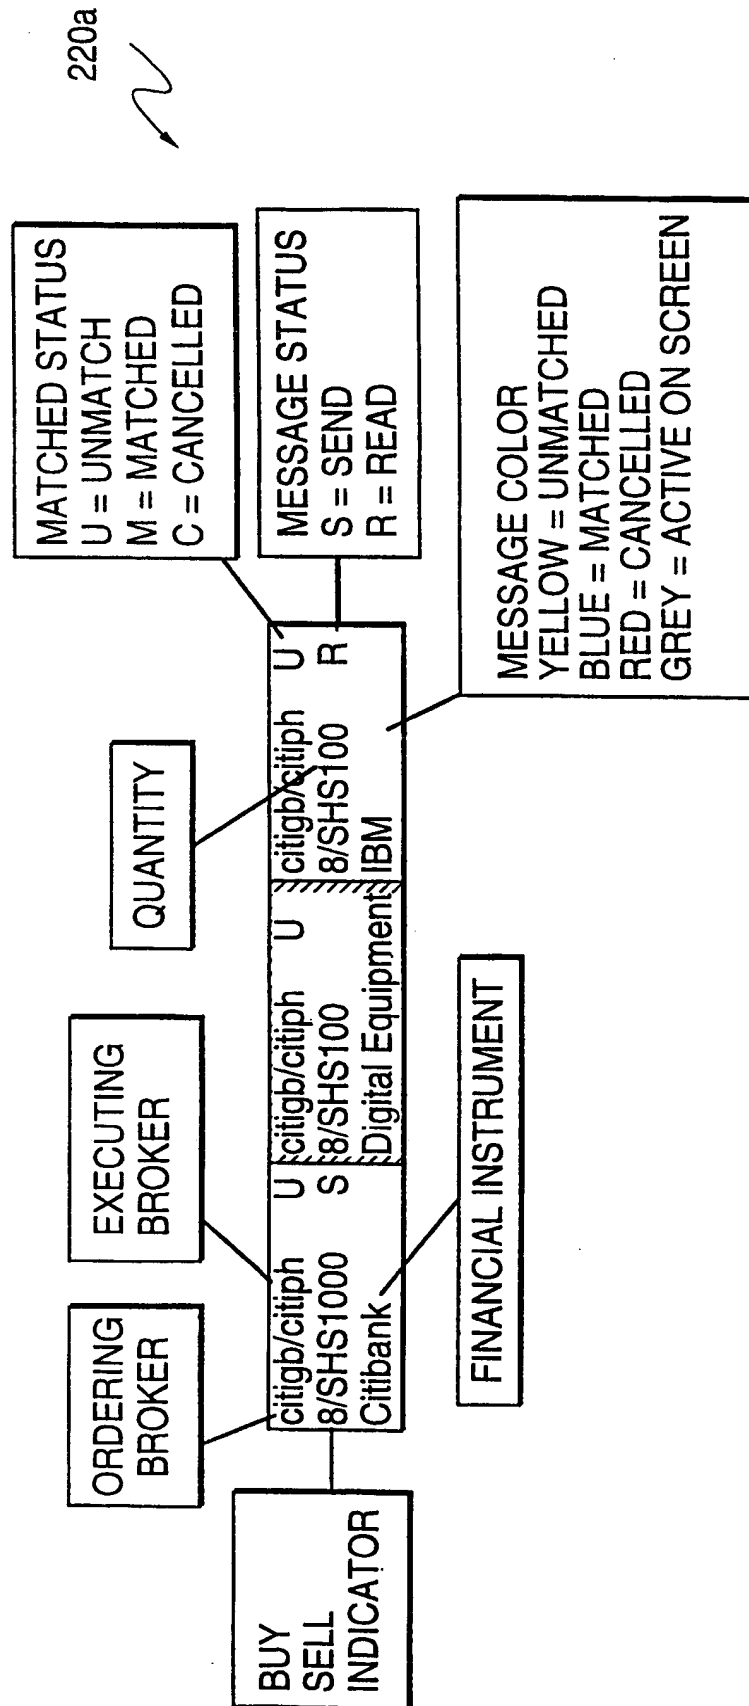 220a
ORDERING
BROKER
EXECUTING
BROKER
QUANTITY
MATCHED STATUS
U = UNMATCH
M = MATCHED
C = CANCELLED
BUY
SELL
INDICATOR
citigb/citiph U
8/SHS1000 S
Citibank
citigb/citiph U
8/SHS100
Digital Equipment
citigb/citiph U
8/SHS100 R
IBM
MESSAGE STATUS
S = SEND
R = READ
FINANCIAL INSTRUMENT
MESSAGE COLOR
YELLOW = UNMATCHED
BLUE = MATCHED
RED = CANCELLED
GREY = ACTIVE ON SCREEN